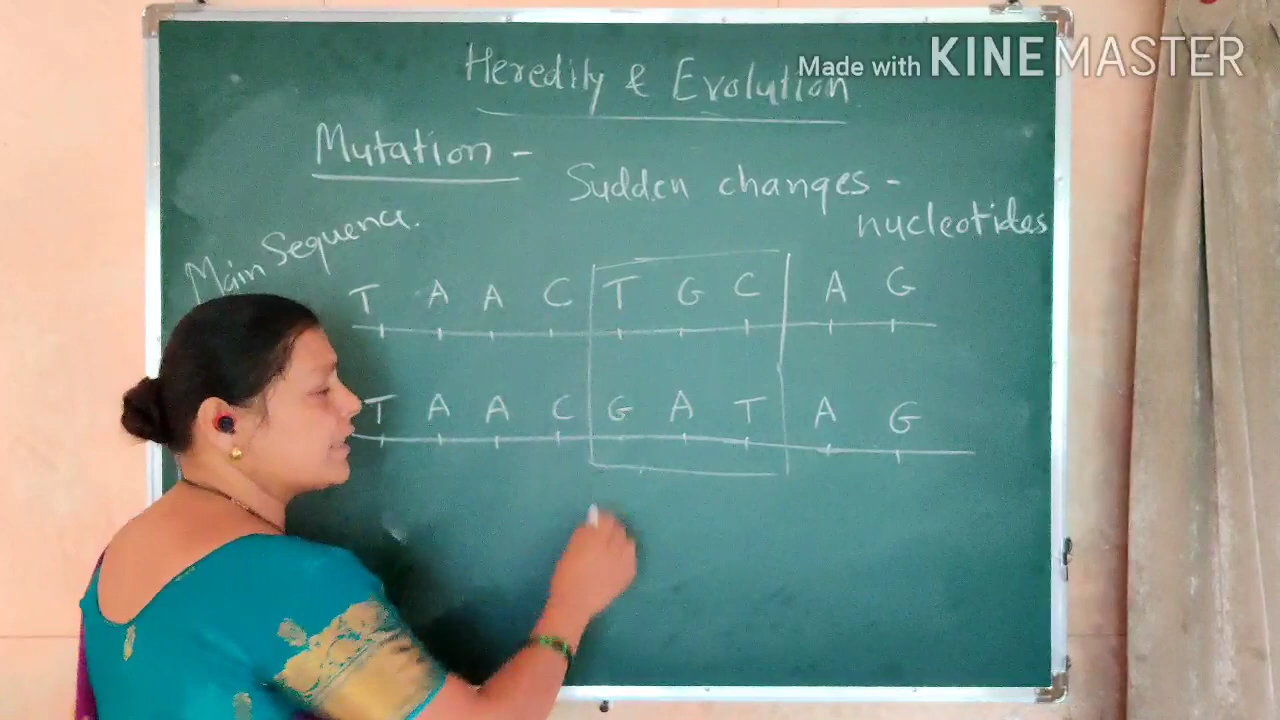 Heredity & Evolution
Made with KINEMASTER
Mutation -
Sudden changes -
nucleotides
Main Sequence.
T A A C T G C A G
T A A C G A T A G